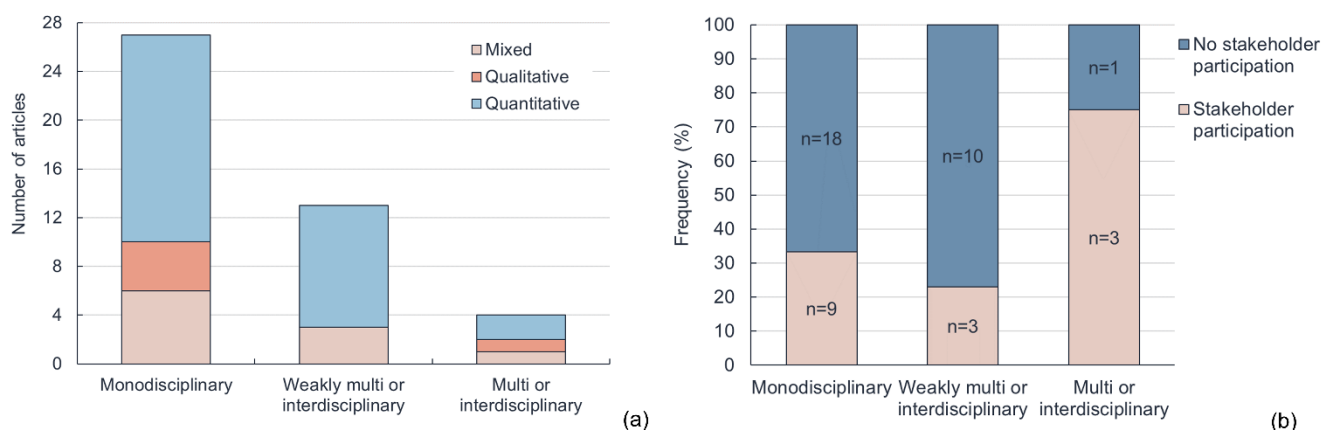 Number of articles
28
24
20
16
12
8
4
0
Mixed
Qualitative
Quantitative
Monodisciplinary
Weakly multi or
interdisciplinary
Multi or
interdisciplinary
(a)
Frequency (%)
100
90
80
70
60
50
40
30
20
10
0
n=18
n=9
n=10
n=3
n=1
n=3
No stakeholder
participation
Stakeholder
participation
Monodisciplinary
Weakly multi or
interdisciplinary
Multi or
interdisciplinary
(b)